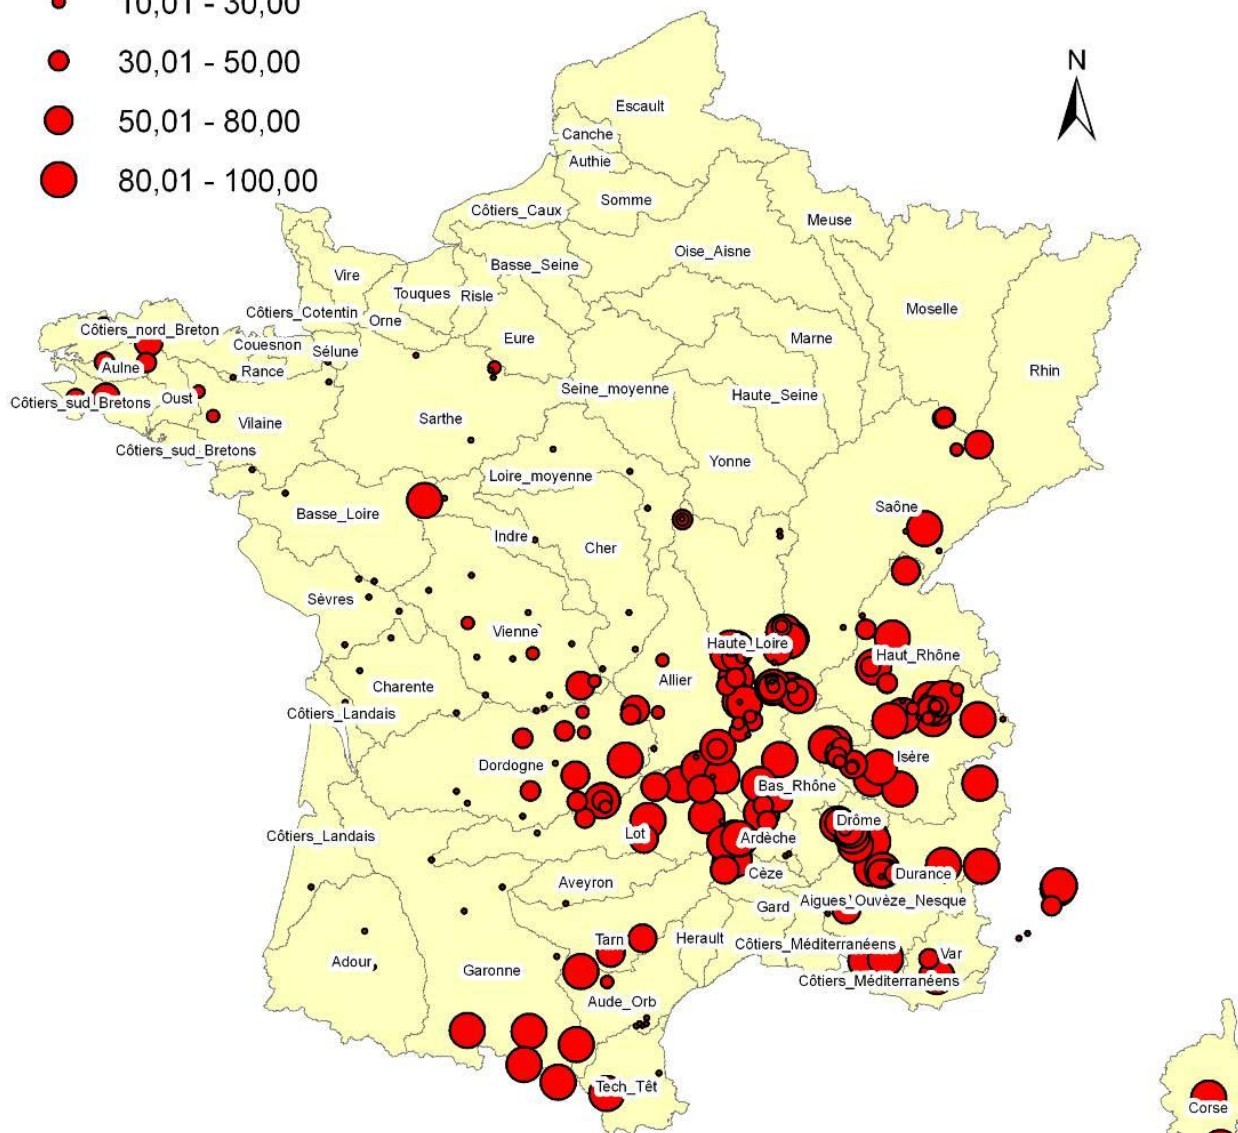 10,01 - 30,00
30,01 - 50,00
50,01 - 80,00
80,01 - 100,00
N
Escault
Canche
Authie
Somme
Côtiers_Caux
Meuse
Oise_Aisne
Basse_Seine
Vire
Touques
Risle
Moselle
Côtiers_Cotentin
Orne
Côtiers_nord_Breton
Eure
Marne
Couesnon
Sélune
Aulne
Rance
Rhin
Seine_moyenne
Haute_Seine
Côtiers_sud_Bretons
Oust
Vilaine
Sarthe
Côtiers_sud_Bretons
Yonne
Loire_moyenne
Basse_Loire
Saône
Indre
Cher
Sèvres
Vienne
Haute_Loire
Haut_Rhône
Allier
Charente
Côtiers_Landais
Isère
Dordogne
Bas_Rhône
Drôme
Côtiers_Landais
Lot
Ardèche
Cèze
Durance
Aveyron
Gard
Aigues_Ouvèze_Nesque
Tarn
Herault
Côtiers_Méditerranéens
Var
Adour
Garonne
Côtiers_Méditerranéens
Aude_Orb
Tech_Têt
Corse